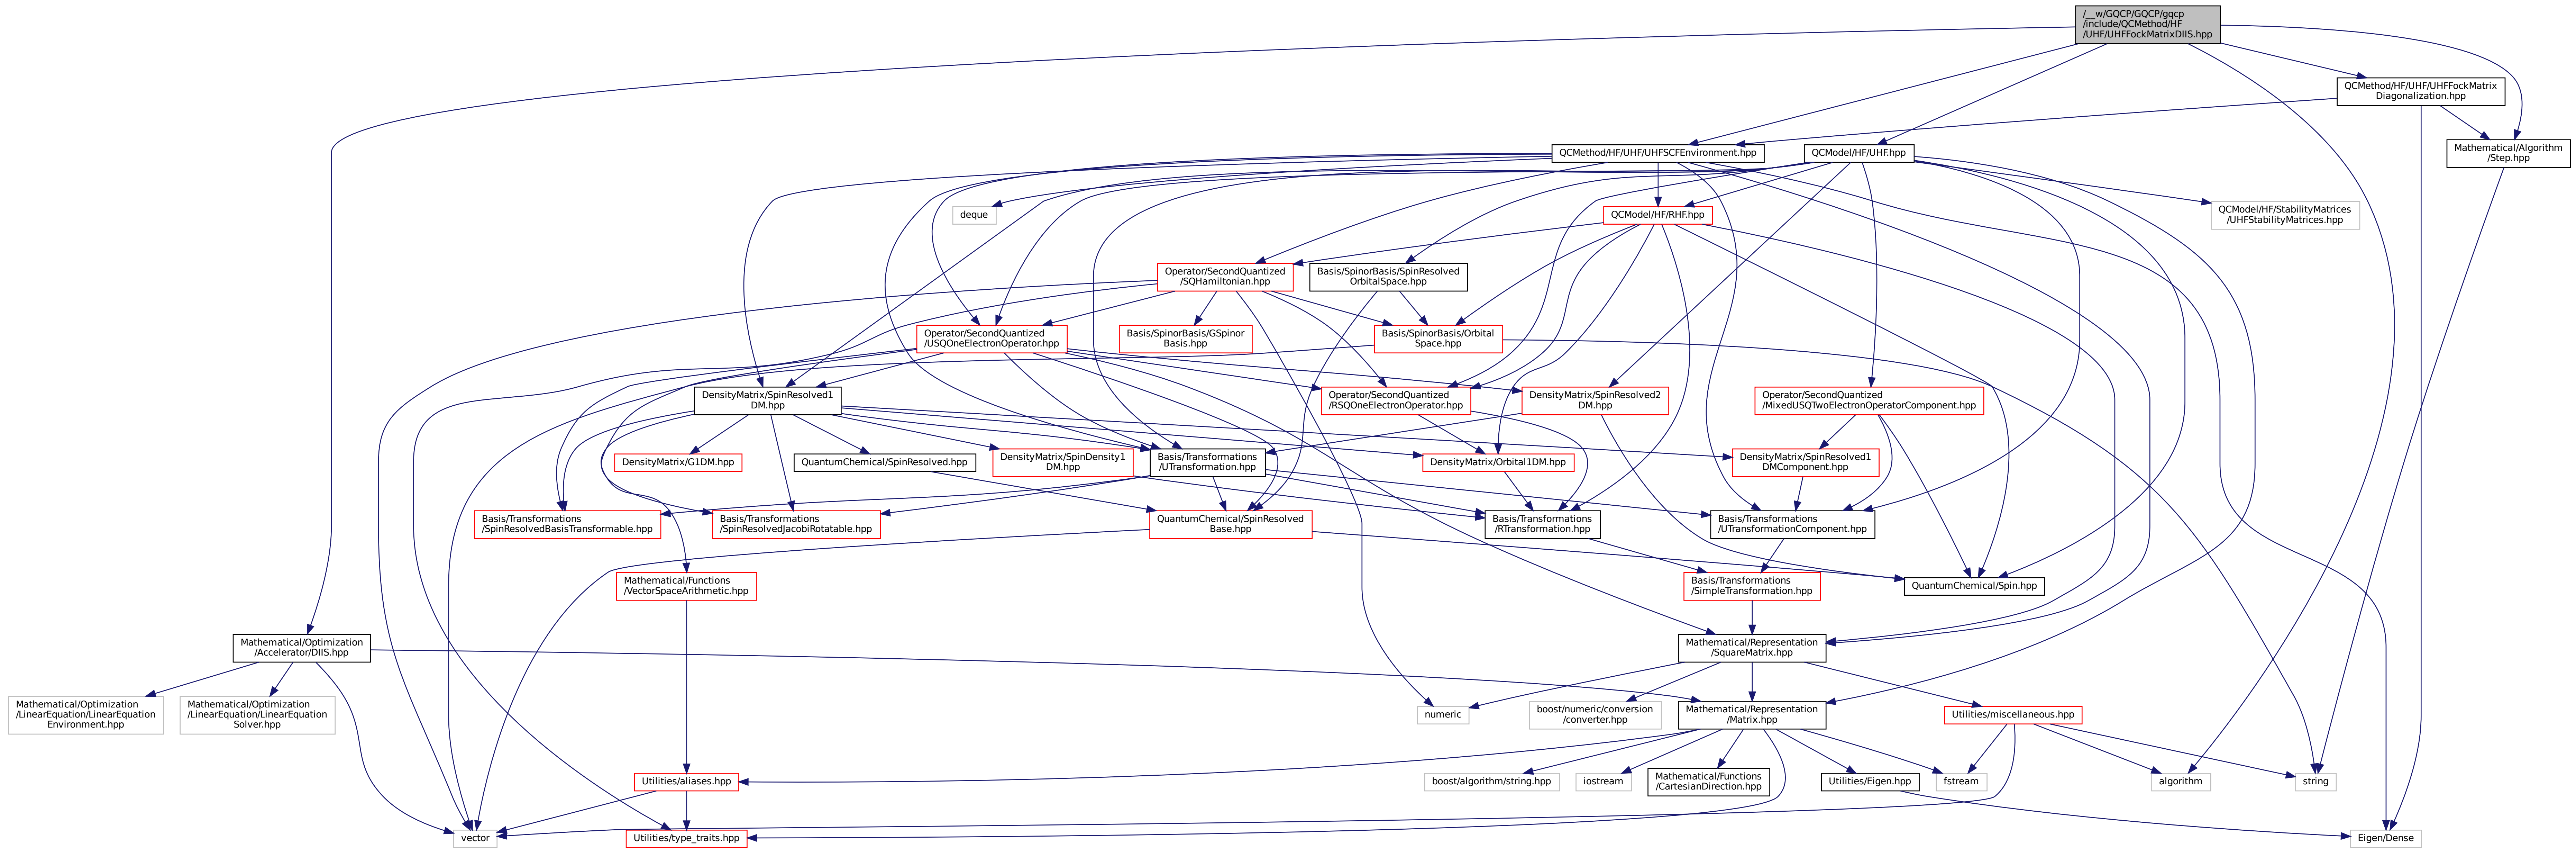 /__w/GQCP/GQCP/gqcp
/include/QCMethod/HF
/UHF/UHFFockMatrixDIIS.hpp
QCMethod/HF/UHF/UHFFockMatrix
Diagonalization.hpp
QCMethod/HF/UHF/UHFSCFEnvironment.hpp
QCModel/HF/UHF.hpp
Mathematical/Algorithm
/Step.hpp
deque
QCModel/HF/RHF.hpp
QCModel/HF/StabilityMatrices
/UHFStabilityMatrices.hpp
Operator/SecondQuantized
/SQHamiltonian.hpp
Basis/SpinorBasis/SpinResolved
OrbitalSpace.hpp
Operator/SecondQuantized
/USQOneElectronOperator.hpp
Basis/SpinorBasis/GSpinor
Basis.hpp
Basis/SpinorBasis/Orbital
Space.hpp
DensityMatrix/SpinResolved1
DM.hpp
Operator/SecondQuantized
/RSQOneElectronOperator.hpp
DensityMatrix/SpinResolved2
DM.hpp
Operator/SecondQuantized
/MixedUSQTwoElectronOperatorComponent.hpp
DensityMatrix/G1DM.hpp
QuantumChemical/SpinResolved.hpp
DensityMatrix/SpinDensity1
DM.hpp
Basis/Transformations
/UTransformation.hpp
DensityMatrix/Orbital1DM.hpp
DensityMatrix/SpinResolved1
DMComponent.hpp
Basis/Transformations
/SpinResolvedBasisTransformable.hpp
Basis/Transformations
/SpinResolvedJacobiRotatable.hpp
QuantumChemical/SpinResolved
Base.hpp
Basis/Transformations
/RTransformation.hpp
Basis/Transformations
/UTransformationComponent.hpp
Mathematical/Functions
/VectorSpaceArithmetic.hpp
Basis/Transformations
/SimpleTransformation.hpp
QuantumChemical/Spin.hpp
Mathematical/Optimization
/Accelerator/DIIS.hpp
Mathematical/Representation
/SquareMatrix.hpp
Mathematical/Optimization
/LinearEquation/LinearEquation
Environment.hpp
Mathematical/Optimization
/LinearEquation/LinearEquation
Solver.hpp
numeric
boost/numeric/conversion
/converter.hpp
Mathematical/Representation
/Matrix.hpp
Utilities/miscellaneous.hpp
Utilities/aliases.hpp
boost/algorithm/string.hpp
iostream
Mathematical/Functions
/CartesianDirection.hpp
Utilities/Eigen.hpp
fstream
algorithm
string
vector
Utilities/type_traits.hpp
Eigen/Dense